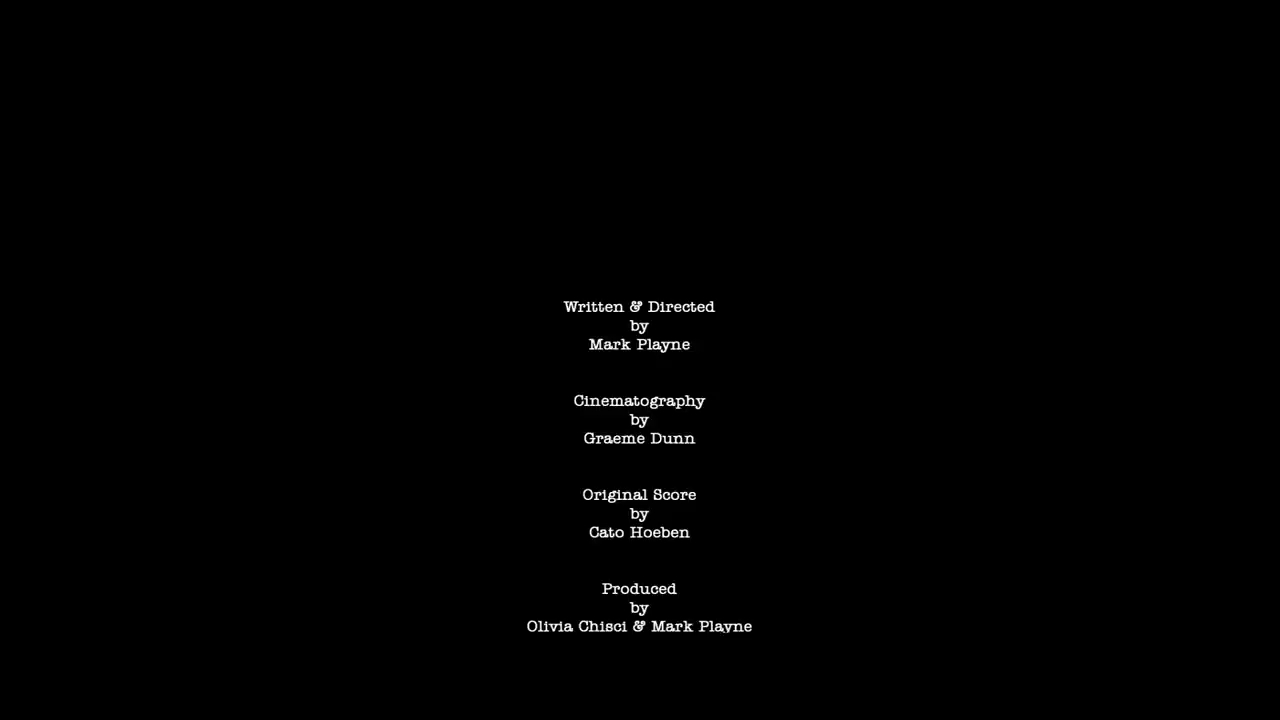 Written & Directed
by
Mark Playne
Cinematography
by
Graeme Dunn
Original Score
by
Cato Hoeben
Produced
by
Olivia Chisci & Mark Playne